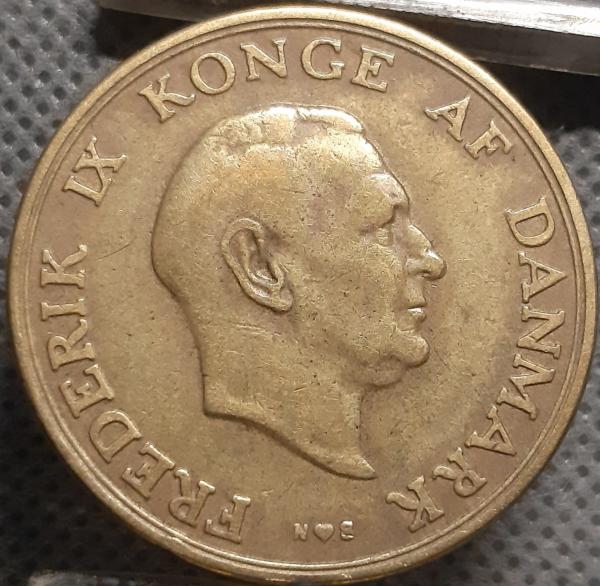 FREDERIK IX KONGE AF DANMARK
N♥S